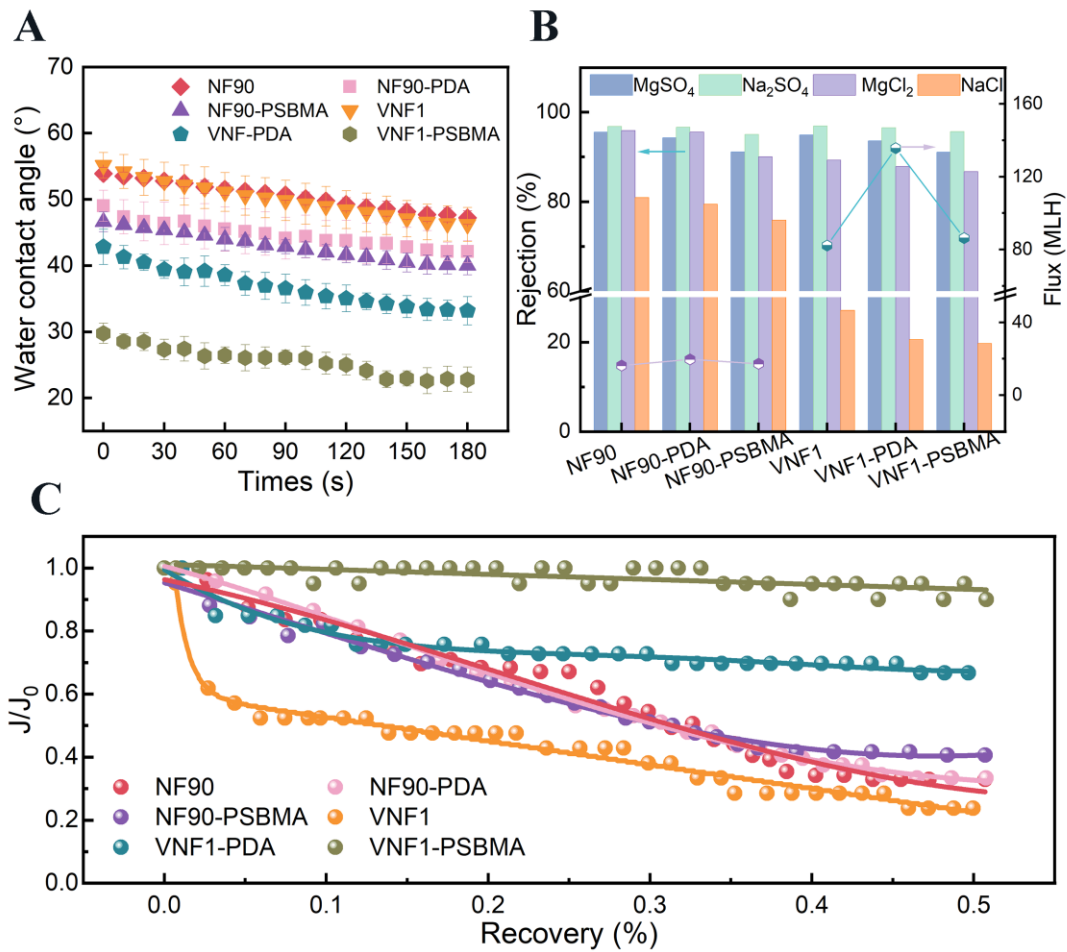 A
Water contact angle (°)
70
60
50
40
30
20
NF90
NF90-PDA
NF90-PSBMA
VNF1
VNF-PDA
VNF1-PSBMA
0 30 60 90 120 150 180
Times (s)
B
Rejection (%)
100
80
60
20
0
MgSO₄
Na₂SO₄
MgCl₂
NaCl
160
120
80
40
0
Flux (MLH)
NF90
NF90-PDA
NF90-PSBMA
VNF1
VNF1-PDA
VNF1-PSBMA
C
J/J₀
1.0
0.8
0.6
0.4
0.2
0.0
NF90
NF90-PDA
NF90-PSBMA
VNF1
VNF1-PDA
VNF1-PSBMA
0.0 0.1 0.2 0.3 0.4 0.5
Recovery (%)